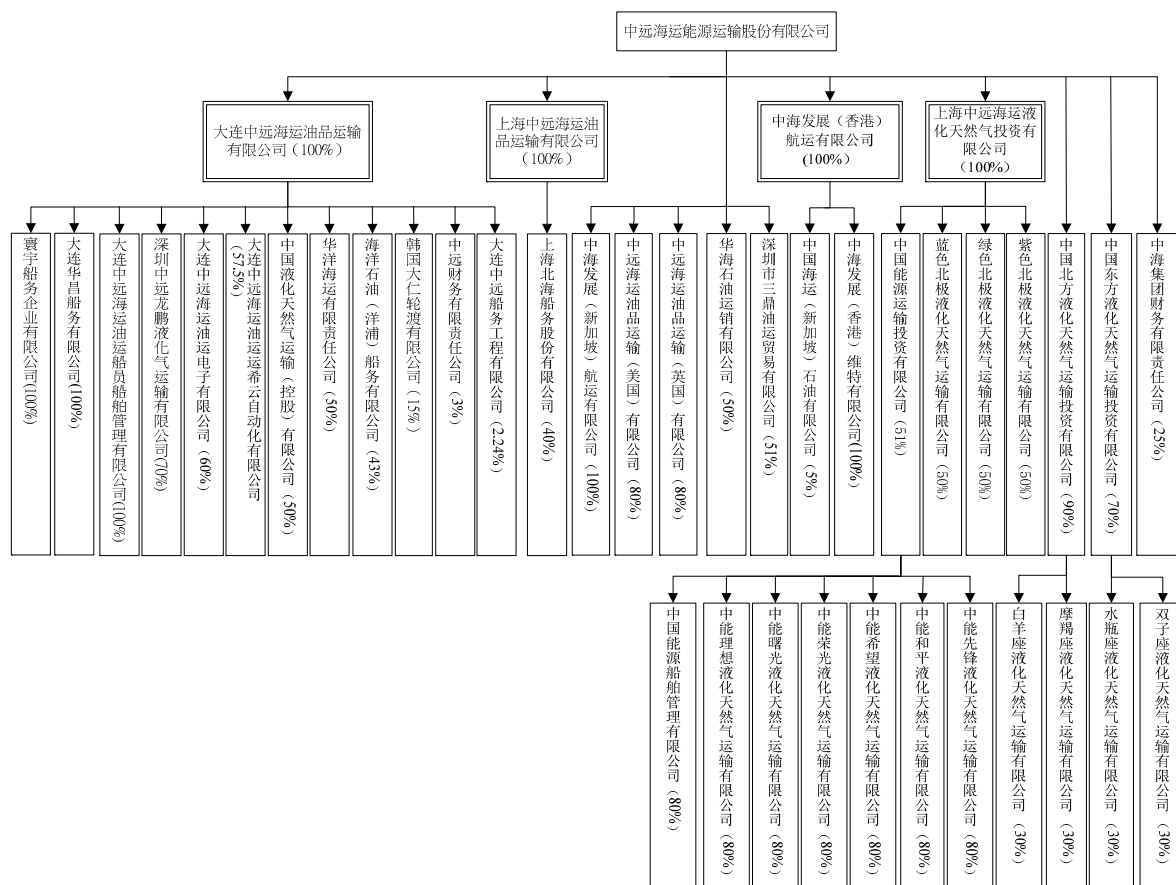 中远海运能源运输股份有限公司
大连中远海运油品运输
有限公司（100%）
上海中远海运油
品运输有限公司
（100%）
中海发展（香港）
航运有限公司
(100%）
上海中远海运液
化天然气投资有
限公司
（100%）
寰宇船务企业有限公司(100%)
大连华昌船务有限公司(100%)
大连中远海运油运船员船舶管理有限公司(100%)
深圳中远龙鹏液化气运输有限公司(70%)
大连中远海运油运电子有限公司（60%）
大连中远海运油运运希云自动化有限公司
(57.5%)
中国液化天然气运输（控股）有限公司（50%）
华洋海运有限责任公司（50%）
海洋石油（洋浦）船务有限公司（43%）
韩国大仁轮渡有限公司（15%）
中远财务有限责任公司（3%）
大连中远船务工程有限公司（2.24%）
上海北海船务股份有限公司（40%）
中海发展（新加坡）航运有限公司（100%）
中远海运油品运输（美国）有限公司（80%）
中远海运油品运输（英国）有限公司（80%）
华海石油运销有限公司（50%）
深圳市三鼎油运贸易有限公司（51%）
中国海运（新加坡）石油有限公司（5%）
中海发展（香港）维特有限公司(100%）
中国能源运输投资有限公司（51%）
蓝色北极液化天然气运输有限公司（50%）
绿色北极液化天然气运输有限公司（50%）
紫色北极液化天然气运输有限公司（50%）
中国北方液化天然气运输投资有限公司（90%）
中国东方液化天然气运输投资有限公司（70%）
中海集团财务有限责任公司（25%）
中国能源船舶管理有限公司（80%）
中能理想液化天然气运输有限公司（80%）
中能曙光液化天然气运输有限公司（80%）
中能荣光液化天然气运输有限公司（80%）
中能希望液化天然气运输有限公司（80%）
中能和平液化天然气运输有限公司（80%）
中能先锋液化天然气运输有限公司（80%）
白羊座液化天然气运输有限公司（30%）
摩羯座液化天然气运输有限公司（30%）
水瓶座液化天然气运输有限公司（30%）
双子座液化天然气运输有限公司（30%）